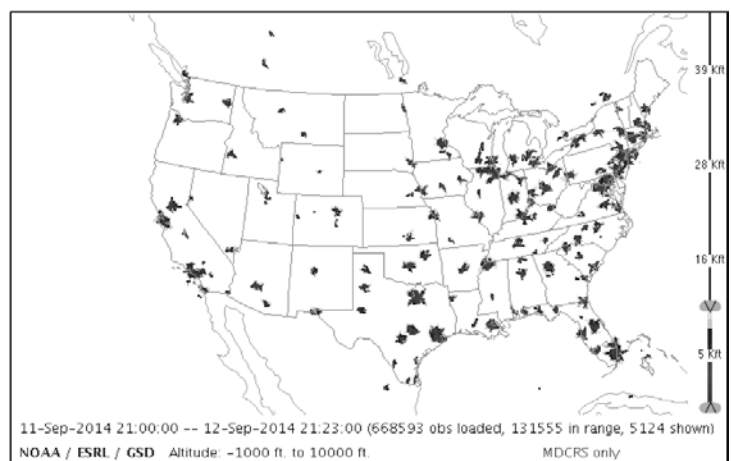 39 Kft
28 Kft
16 Kft
5 Kft
11-Sep-2014 21:00:00 -- 12-Sep-2014 21:23:00 (668593 obs loaded, 131555 in range, 5124 shown)
NOAA / ESRL / GSD Altitude: -1000 ft. to 10000 ft. MDCRS only